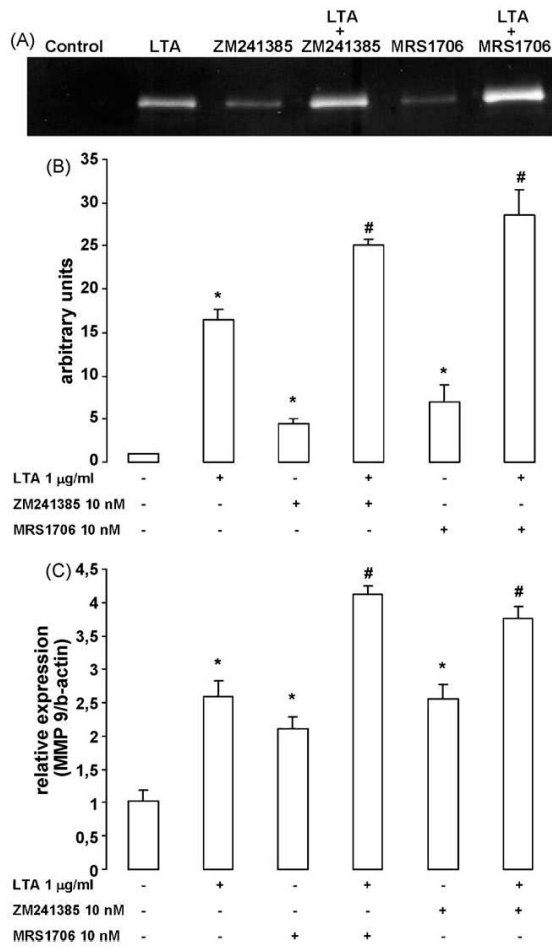 (A) Control LTA ZM241385 LTA + ZM241385 MRS1706 LTA + MRS1706
(B)
arbitrary units
35
30
25
20
15
10
5
0
* * # * #
LTA 1 µg/ml - + - + - +
ZM241385 10 nM - - + + - -
MRS1706 10 nM - - - - + +
(C)
relative expression
(MMP 9/b-actin)
4,5
4
3,5
3
2,5
2
1,5
1
0,5
0
* * # * #
LTA 1 µg/ml - + - + - +
ZM241385 10 nM - - - - + +
MRS1706 10 nM - - + + - -